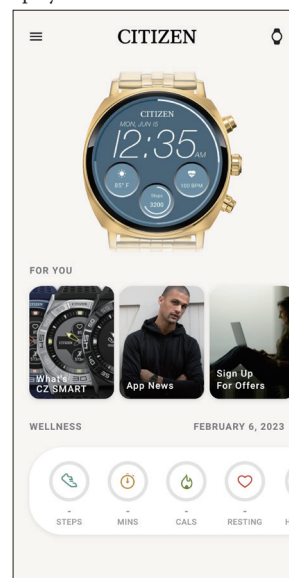 CITIZEN
CITIZEN
MON, JUN 15
12:35 AM
85° F
100 BPM
Steps
3200
FOR YOU
What's
CZ SMART
App News
Sign Up
For Offers
WELLNESS FEBRUARY 6, 2023
- - - -
STEPS MINS CALS RESTING H